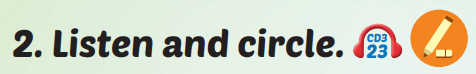 2. Listen and circle. CD3
23